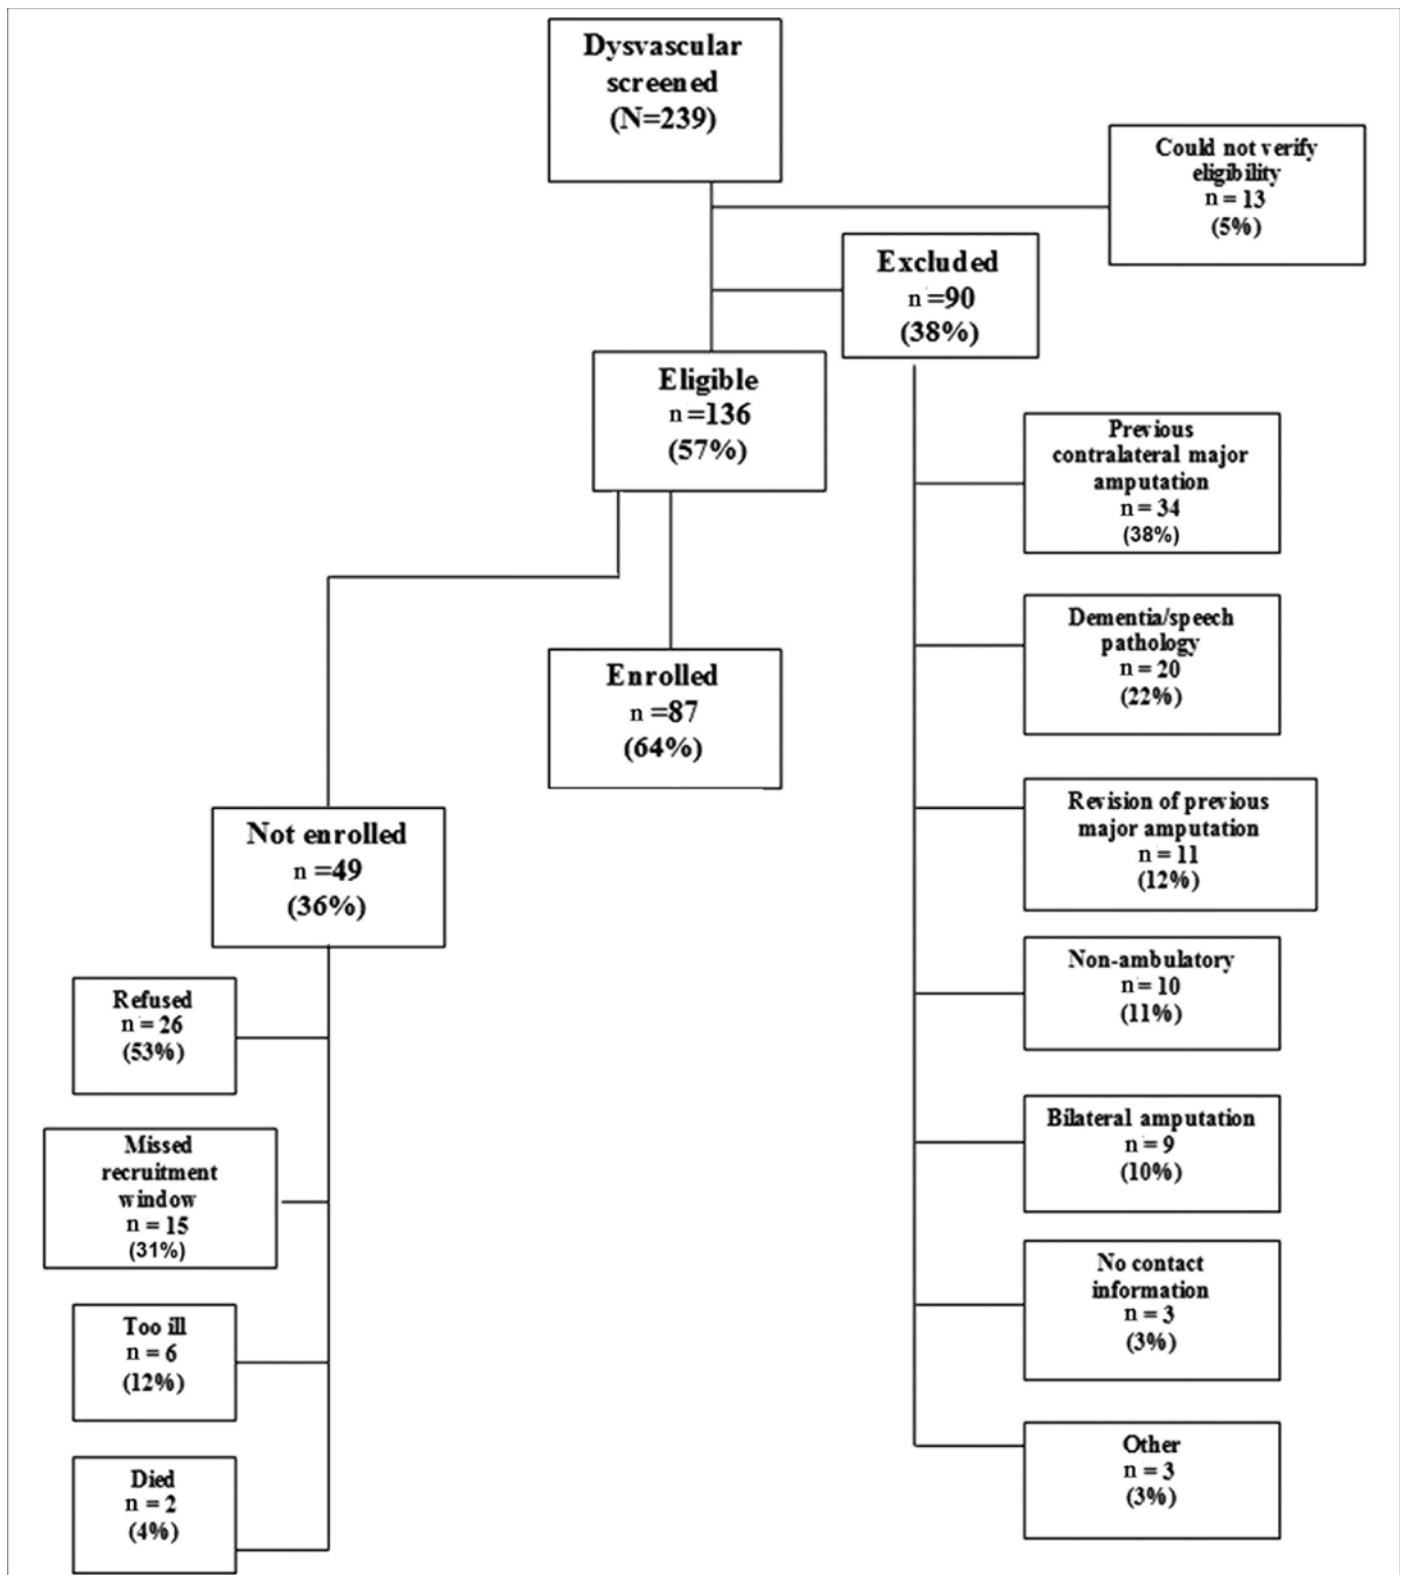 Dysvascular
screened
(N=239)
Could not verify
eligibility
n = 13
(5%)
Excluded
n =90
(38%)
Eligible
n =136
(57%)
Previous
contralateral major
amputation
n = 34
(38%)
Dementia/speech
pathology
n = 20
(22%)
Enrolled
n =87
(64%)
Revision of previous
major amputation
n = 11
(12%)
Not enrolled
n =49
(36%)
Non-ambulatory
n = 10
(11%)
Refused
n = 26
(53%)
Bilateral amputation
n = 9
(10%)
Missed
recruitment
window
n = 15
(31%)
No contact
information
n = 3
(3%)
Too ill
n = 6
(12%)
Other
n = 3
(3%)
Died
n = 2
(4%)